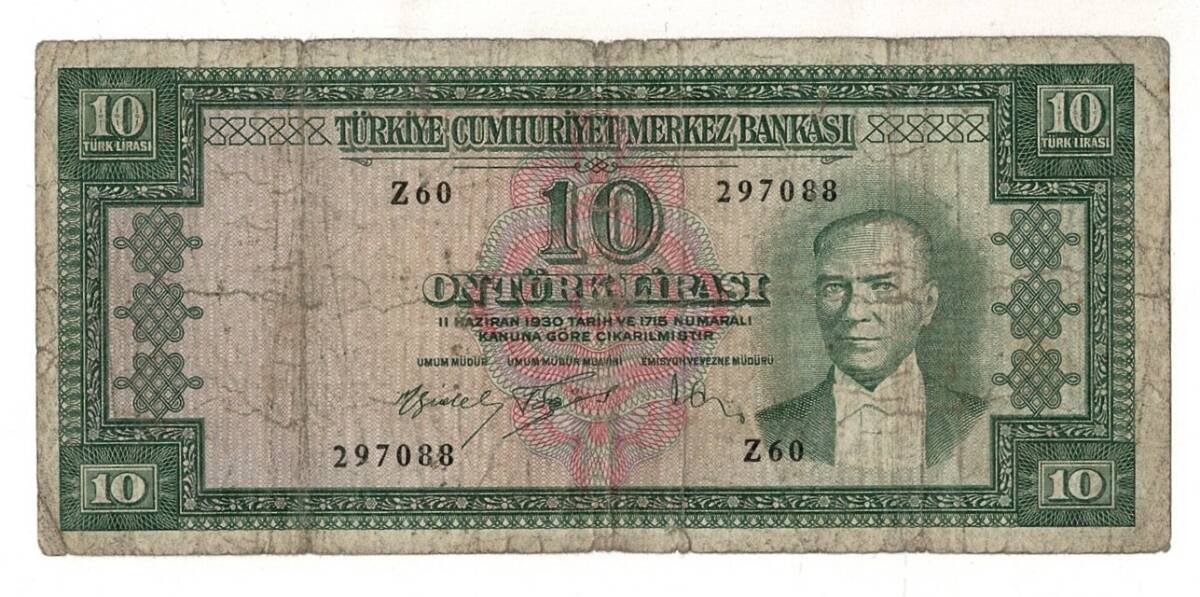 10
TÜRK LİRASI
TÜRKİYE CUMHURİYET MERKEZ BANKASI
10
TÜRK LİRASI
Z60
10
297088
ON TÜRK LİRASI
11 HAZİRAN 1930 TARİH VE 1715 NUMARALI
KANUNA GÖRE ÇIKARILMIŞTIR
UMUM MÜDÜR UMUM MÜDÜR MUAVİNİ EMİSYON VE VEZNE MÜDÜRÜ
297088
Z60
10
10